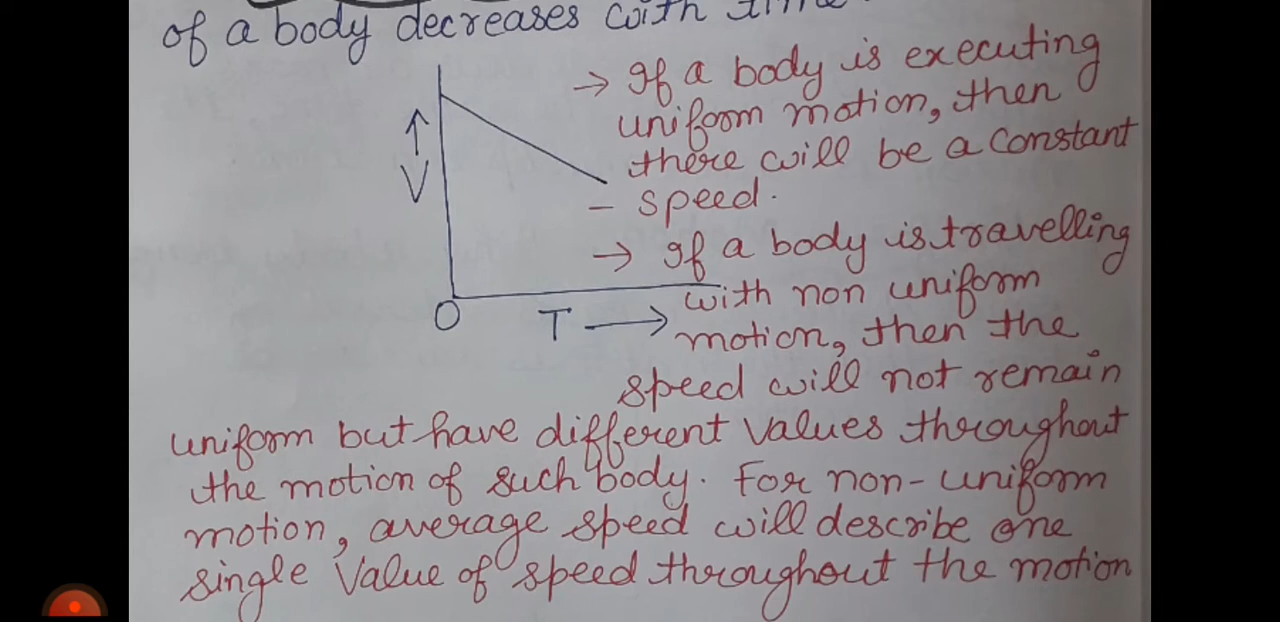 of a body decreases with time
→ If a body is executing
uniform motion, then
there will be a constant
- speed.
→ If a body is travelling
with non uniform
motion, then the
speed will not remain
V
O
T →
uniform but have different values throughout
the motion of such body. For non-uniform
motion, average speed will describe one
single value of speed throughout the motion